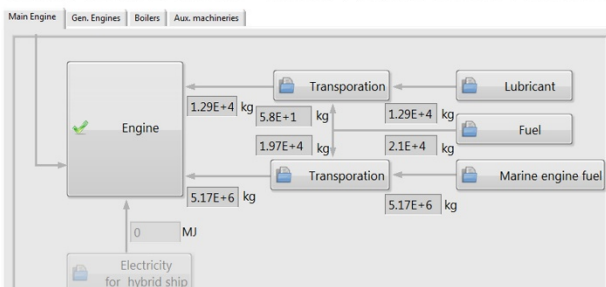 Main Engine Gen. Engines Boilers Aux. machineries
Transporation Lubricant
1.29E+4 kg 5.8E+1 kg 1.29E+4 kg
Engine Fuel
1.97E+4 kg 2.1E+4 kg
Transporation Marine engine fuel
5.17E+6 kg 5.17E+6 kg
0 MJ
Electricity
for hybrid ship